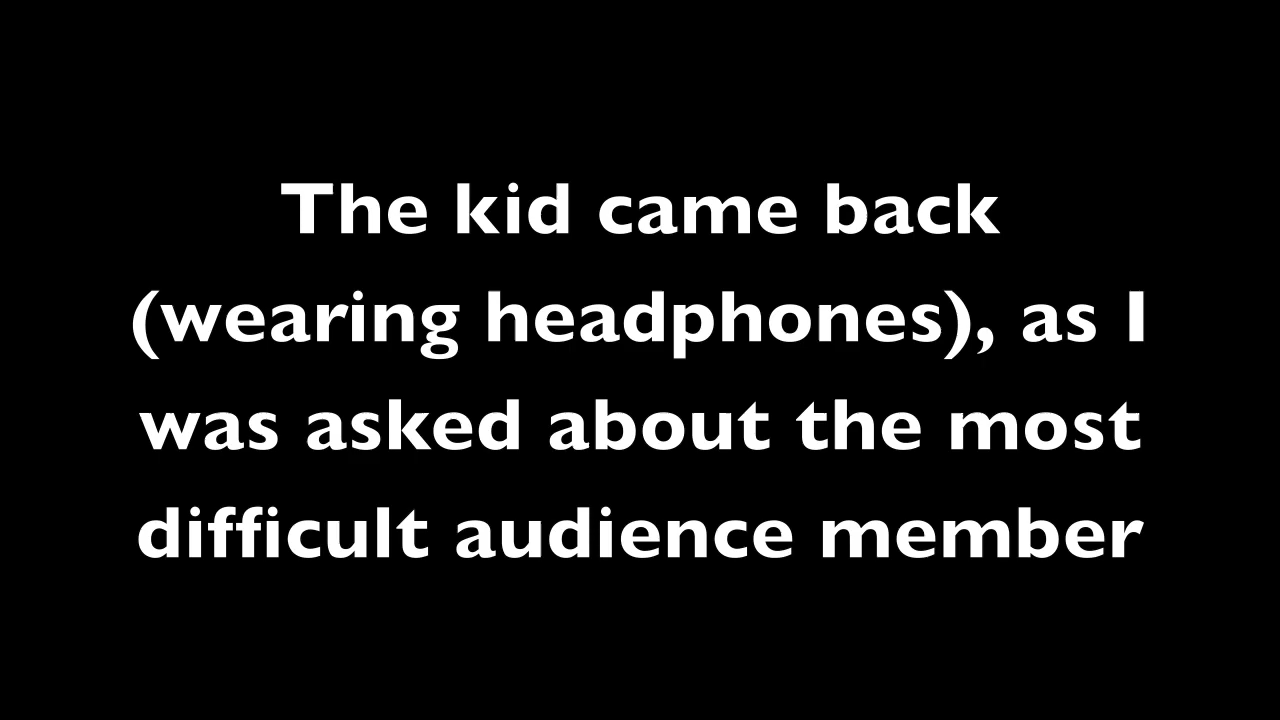 The kid came back
(wearing headphones), as I
was asked about the most
difficult audience member